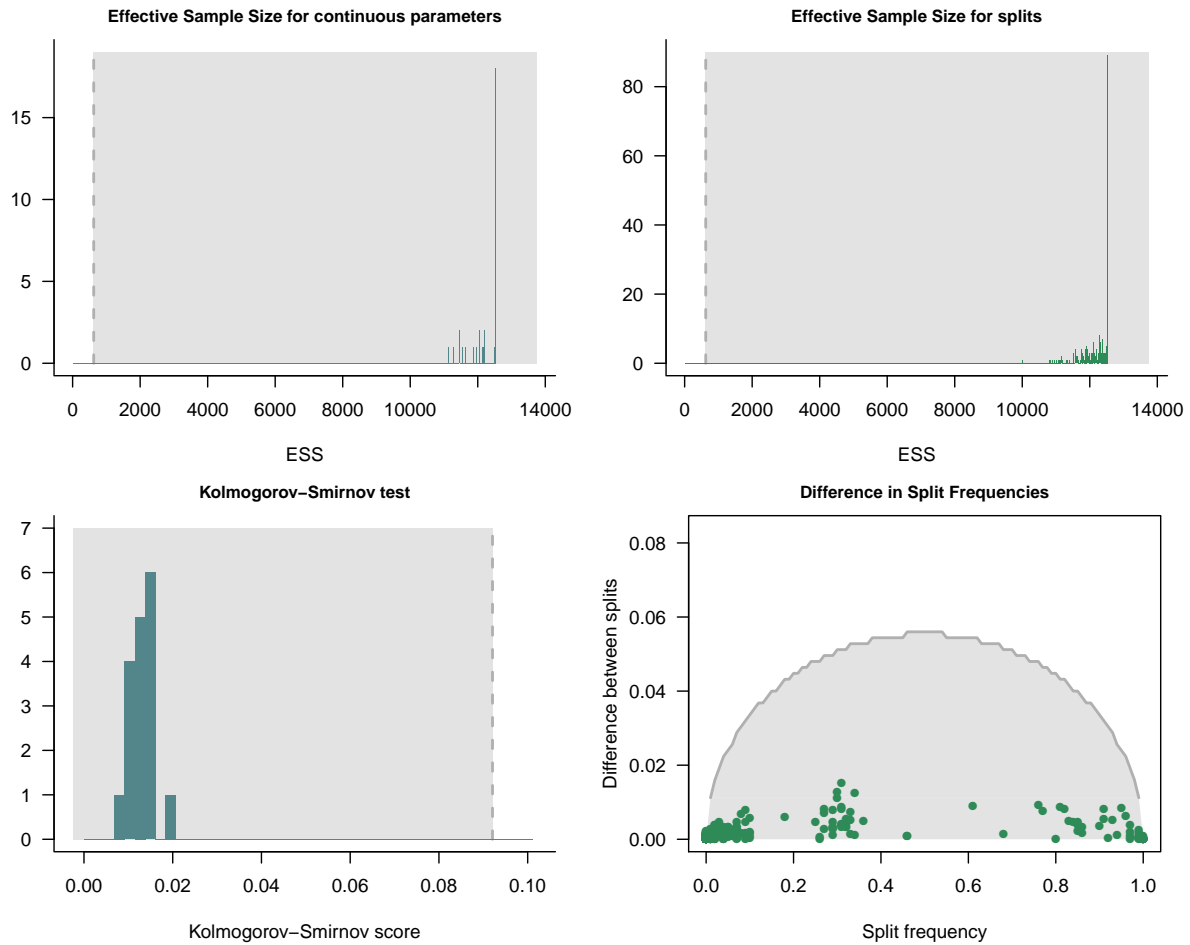 Effective Sample Size for continuous parameters
15
10
5
0
0 2000 4000 6000 8000 10000 14000
ESS
Effective Sample Size for splits
80
60
40
20
0
0 2000 4000 6000 8000 10000 14000
ESS
Kolmogorov−Smirnov test
7
6
5
4
3
2
1
0
0.00 0.02 0.04 0.06 0.08 0.10
Kolmogorov−Smirnov score
Difference in Split Frequencies
Difference between splits
0.08
0.06
0.04
0.02
0.00
0.0 0.2 0.4 0.6 0.8 1.0
Split frequency